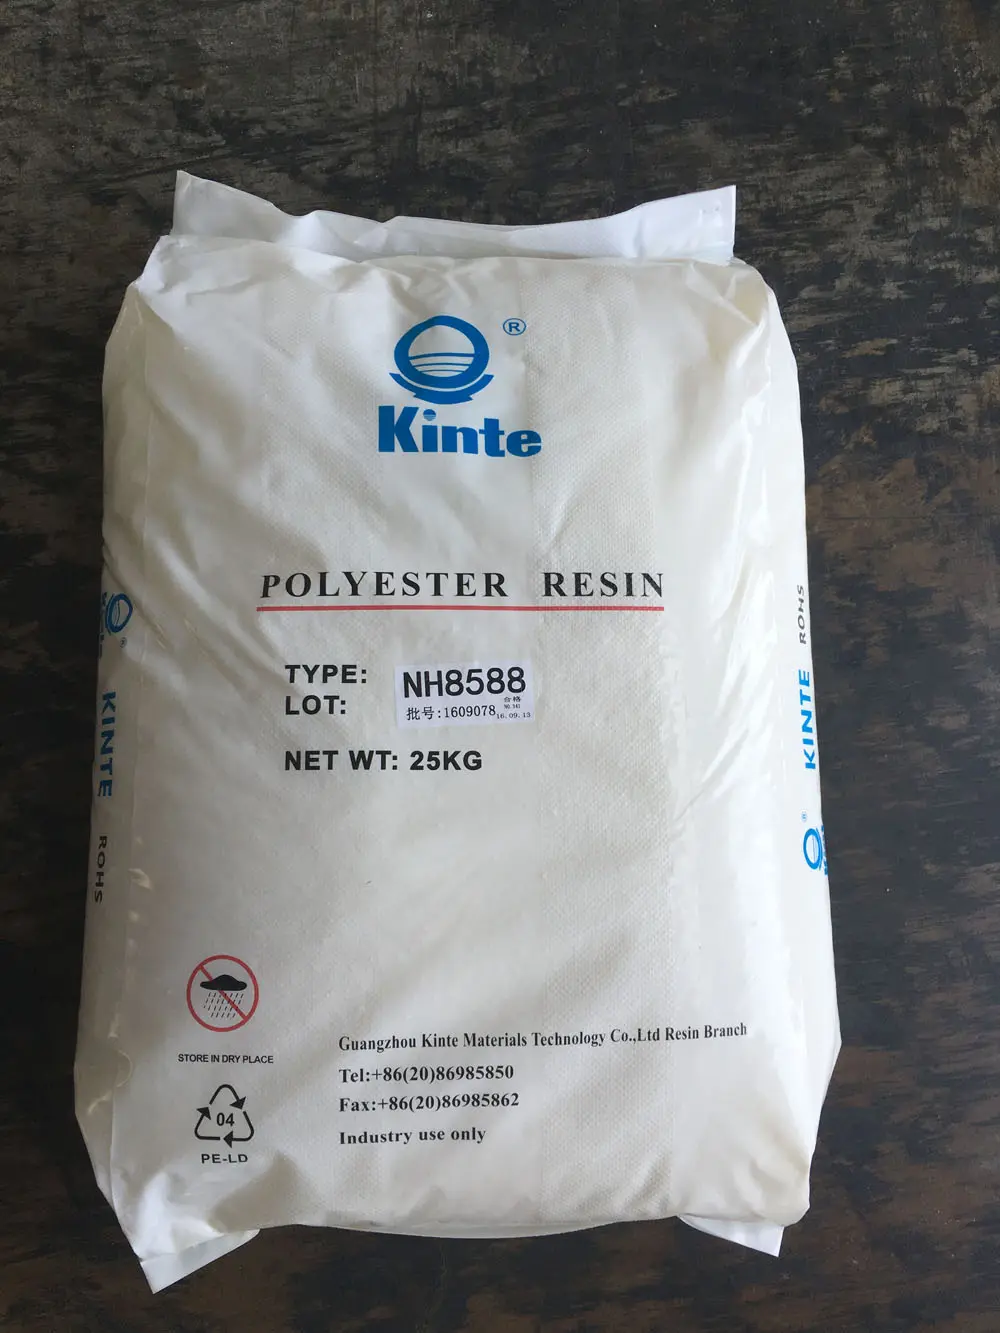 ®
Kinte
POLYESTER RESIN
TYPE: NH8588
LOT: 批号:1609078
合格
16.09.13
NET WT: 25KG
KINTE
ROHS
KINTE ROHS
®
STORE IN DRY PLACE
04
PE-LD
Guangzhou Kinte Materials Technology Co.,Ltd Resin Branch
Tel:+86(20)86985850
Fax:+86(20)86985862
Industry use only